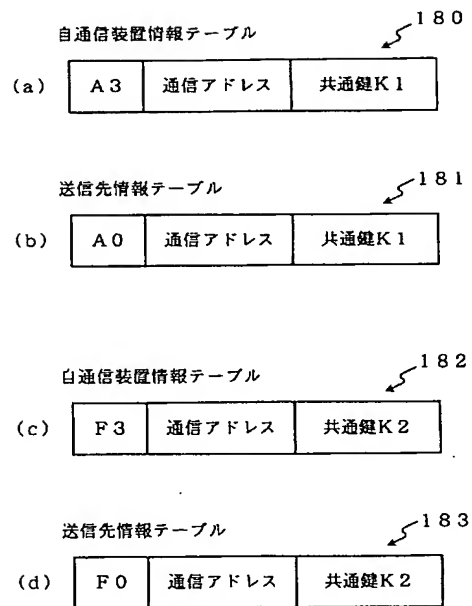 自通信装置情報テーブル 180
(a) A3 通信アドレス 共通鍵K1
送信先情報テーブル 181
(b) A0 通信アドレス 共通鍵K1
自通信装置情報テーブル 182
(c) F3 通信アドレス 共通鍵K2
送信先情報テーブル 183
(d) F0 通信アドレス 共通鍵K2